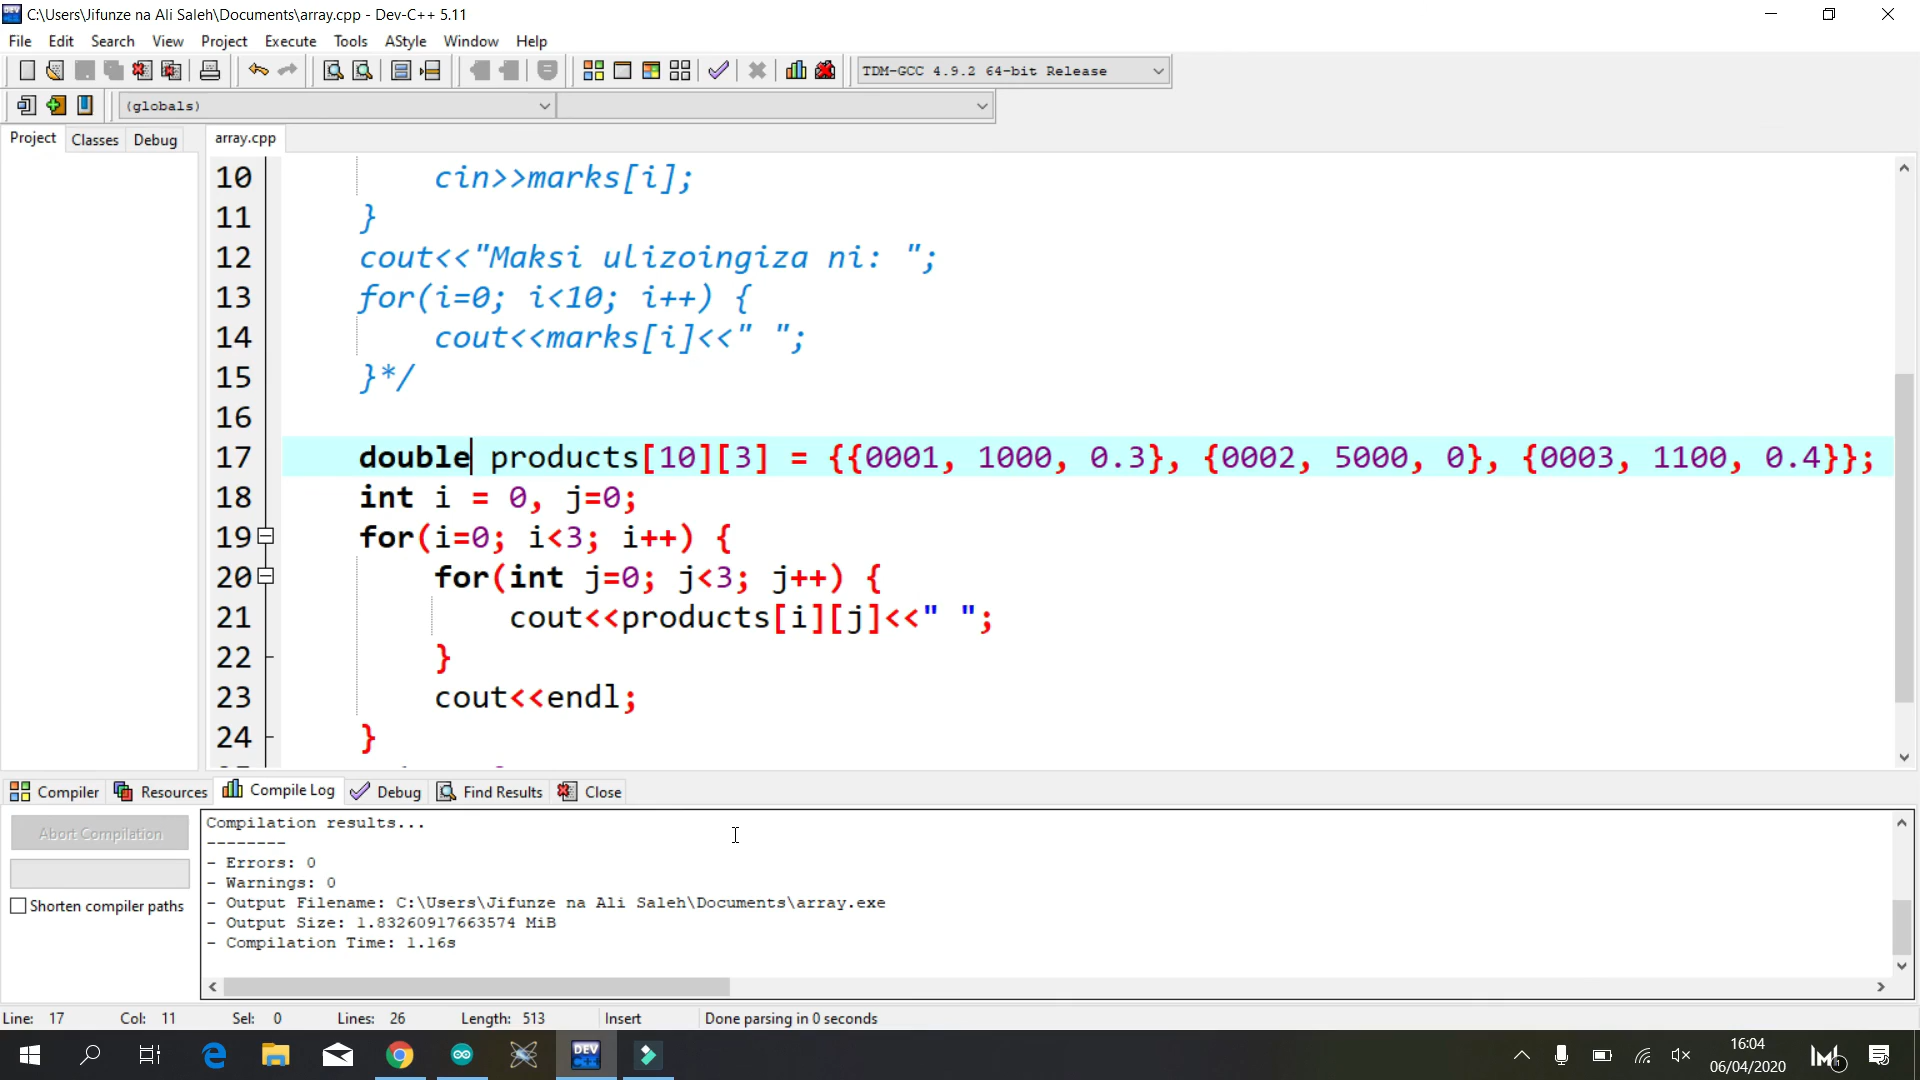 C:\Users\Jifunze na Ali Saleh\Documents\array.cpp - Dev-C++ 5.11
File Edit Search View Project Execute Tools AStyle Window Help
TDM-GCC 4.9.2 64-bit Release
(globals)
Project Classes Debug
array.cpp
10 cin>>marks[i];
11 }
12 cout<<"Maksi ulizoingiza ni: ";
13 for(i=0; i<10; i++) {
14 cout<<marks[i]<<" ";
15 }*/
16
17 double products[10][3] = {{0001, 1000, 0.3}, {0002, 5000, 0}, {0003, 1100, 0.4}};
18 int i = 0, j=0;
19 for(i=0; i<3; i++) {
20 for(int j=0; j<3; j++) {
21 cout<<products[i][j]<<" ";
22 }
23 cout<<endl;
24 }
Compiler Resources Compile Log Debug Find Results Close
Abort Compilation
Shorten compiler paths
Compilation results...
--------
- Errors: 0
- Warnings: 0
- Output Filename: C:\Users\Jifunze na Ali Saleh\Documents\array.exe
- Output Size: 1.83260917663574 MiB
- Compilation Time: 1.16s
Line: 17 Col: 11 Sel: 0 Lines: 26 Length: 513 Insert Done parsing in 0 seconds
DEV C++
16:04
06/04/2020
1